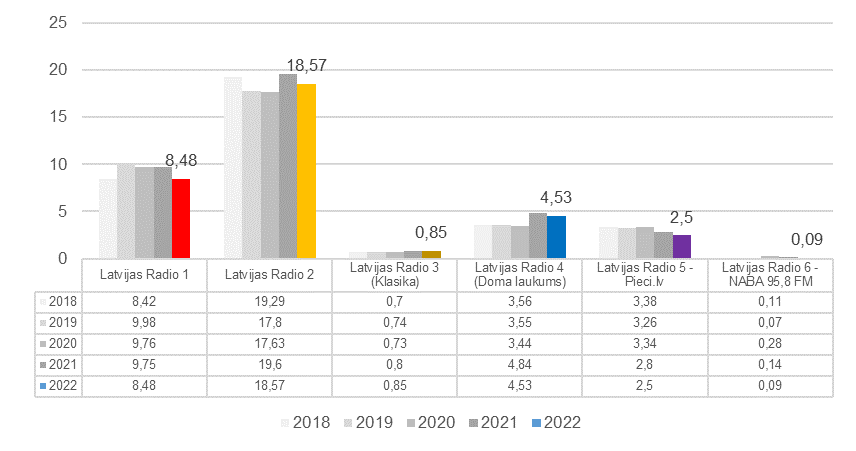 25
20
15
10
5
0
8,48
18,57
0,85
4,53
2,5
0,09
Latvijas Radio 1
Latvijas Radio 2
Latvijas Radio 3
(Klasika)
Latvijas Radio 4
(Doma laukums)
Latvijas Radio 5 -
Pieci.lv
Latvijas Radio 6 -
NABA 95,8 FM
2018 8,42 19,29 0,7 3,56 3,38 0,11
2019 9,98 17,8 0,74 3,55 3,26 0,07
2020 9,76 17,63 0,73 3,44 3,34 0,28
2021 9,75 19,6 0,8 4,84 2,8 0,14
2022 8,48 18,57 0,85 4,53 2,5 0,09
2018 2019 2020 2021 2022